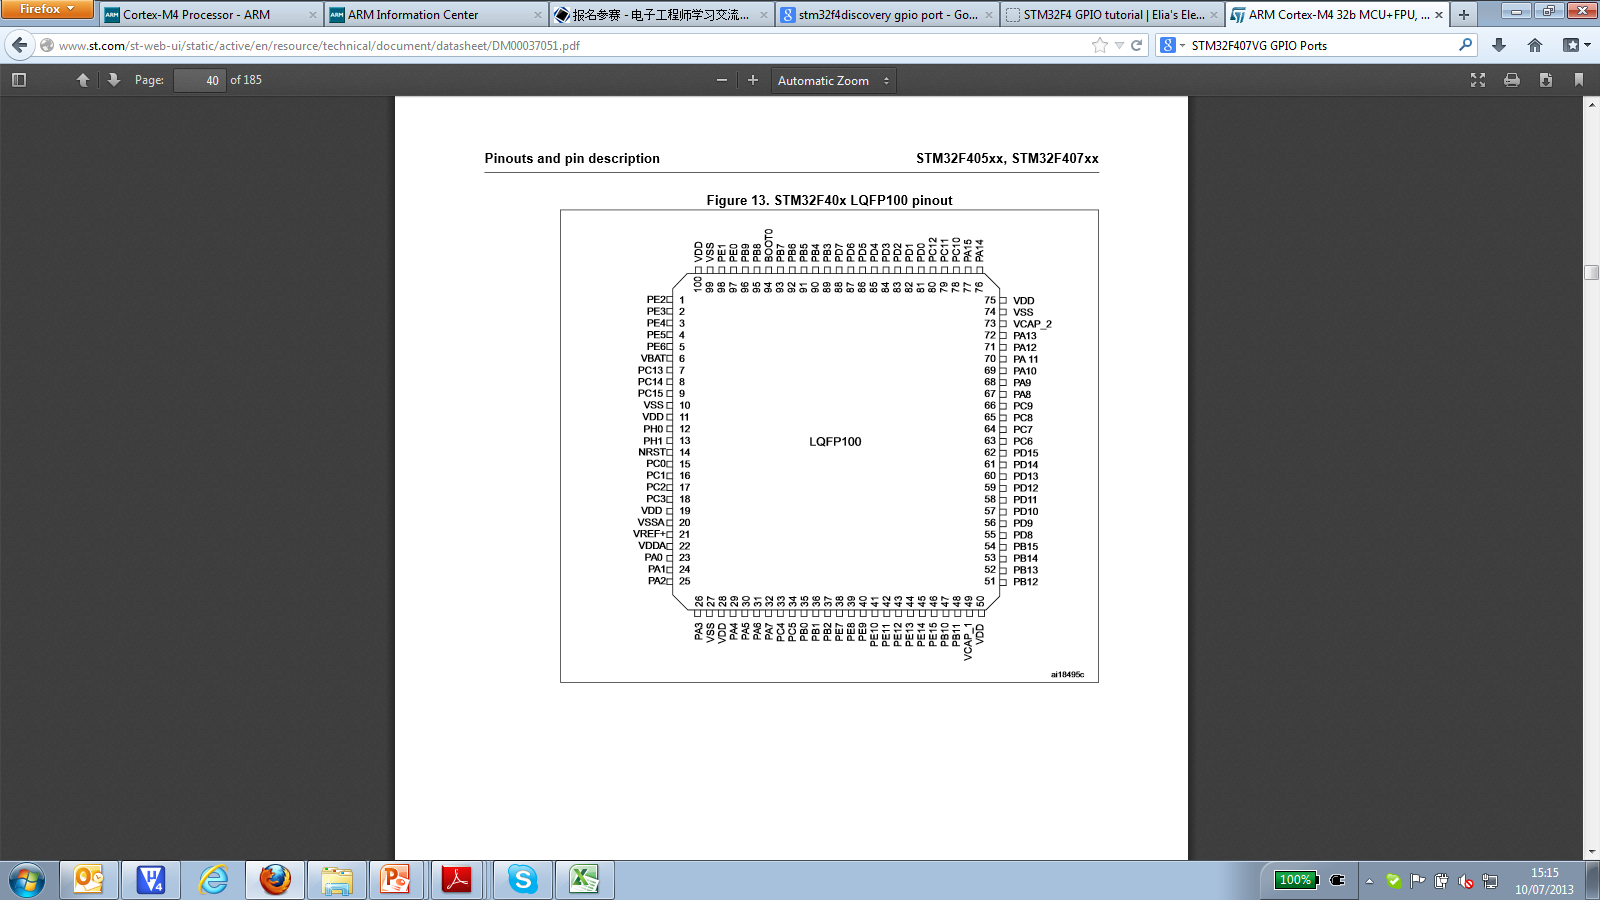 Firefox
Cortex-M4 Processor - ARM
ARM Information Center
报名参赛 - 电子工程师学习交流...
stm32f4discovery gpio port - Go...
STM32F4 GPIO tutorial | Elia's Ele...
ARM Cortex-M4 32b MCU+FPU, ...
www.st.com/st-web-ui/static/active/en/resource/technical/document/datasheet/DM00037051.pdf
STM32F407VG GPIO Ports
Page: 40 of 185
Automatic Zoom
Pinouts and pin description STM32F405xx, STM32F407xx
Figure 13. STM32F40x LQFP100 pinout
VDD VSS PE1 PE0 PB9 PB8 BOOT0 PB7 PB6 PB5 PB4 PB3 PD7 PD6 PD5 PD4 PD3 PD2 PD1 PD0 PC12 PC11 PC10 PA15 PA14
100 99 98 97 96 95 94 93 92 91 90 89 88 87 86 85 84 83 82 81 80 79 78 77 76
PE2 1 75 VDD
PE3 2 74 VSS
PE4 3 73 VCAP_2
PE5 4 72 PA13
PE6 5 71 PA12
VBAT 6 70 PA 11
PC13 7 69 PA10
PC14 8 68 PA9
PC15 9 67 PA8
VSS 10 66 PC9
VDD 11 65 PC8
PH0 12 64 PC7
PH1 13 63 PC6
NRST 14 62 PD15
PC0 15 61 PD14
PC1 16 60 PD13
PC2 17 59 PD12
PC3 18 58 PD11
VDD 19 57 PD10
VSSA 20 56 PD9
VREF+ 21 55 PD8
VDDA 22 54 PB15
PA0 23 53 PB14
PA1 24 52 PB13
PA2 25 51 PB12
LQFP100
26 27 28 29 30 31 32 33 34 35 36 37 38 39 40 41 42 43 44 45 46 47 48 49 50
PA3 VSS VDD PA4 PA5 PA6 PA7 PC4 PC5 PB0 PB1 PB2 PE7 PE8 PE9 PE10 PE11 PE12 PE13 PE14 PE15 PB10 PB11 VCAP_1 VDD
ai18495c
100%
15:15
10/07/2013